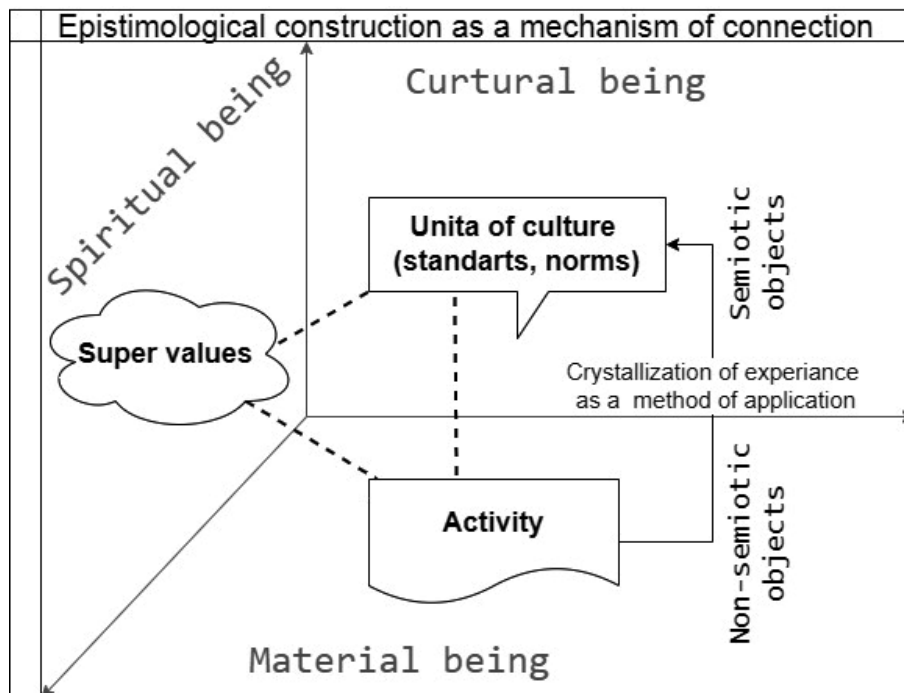 Epistimological construction as a mechanism of connection
Spiritual being
Curtural being
Unita of culture
(standarts, norms)
Semiotic
objects
Super values
Crystallization of experiance
as a method of application
Activity
Non-semiotic
objects
Material being